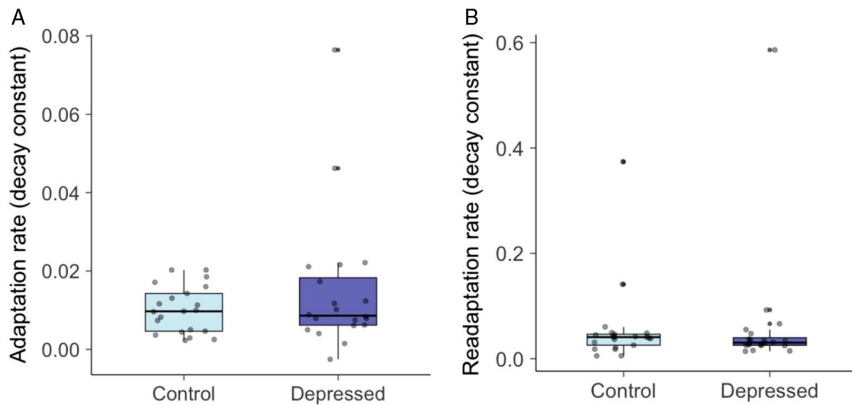 A
Adaptation rate (decay constant)
0.08
0.06
0.04
0.02
0.00
Control
Depressed
B
Readaptation rate (decay constant)
0.6
0.4
0.2
0.0
Control
Depressed